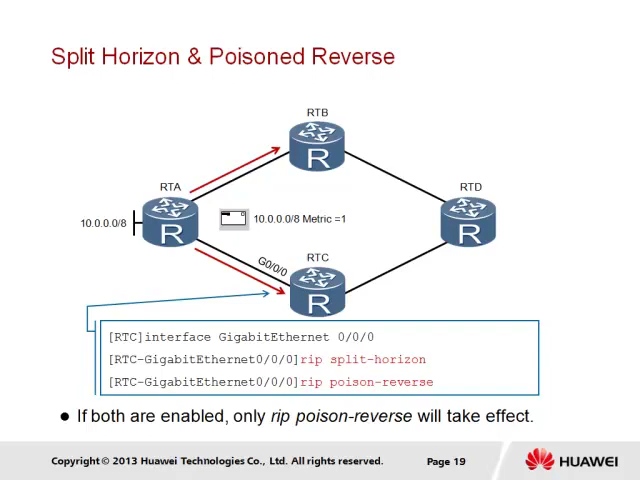 Split Horizon & Poisoned Reverse
RTB
RTA
RTD
10.0.0.0/8
10.0.0.0/8 Metric =1
G0/0/0
RTC
R
R
R
R
[RTC]interface GigabitEthernet 0/0/0
[RTC-GigabitEthernet0/0/0]rip split-horizon
[RTC-GigabitEthernet0/0/0]rip poison-reverse
● If both are enabled, only rip poison-reverse will take effect.
Copyright © 2013 Huawei Technologies Co., Ltd. All rights reserved.
Page 19
HUAWEI